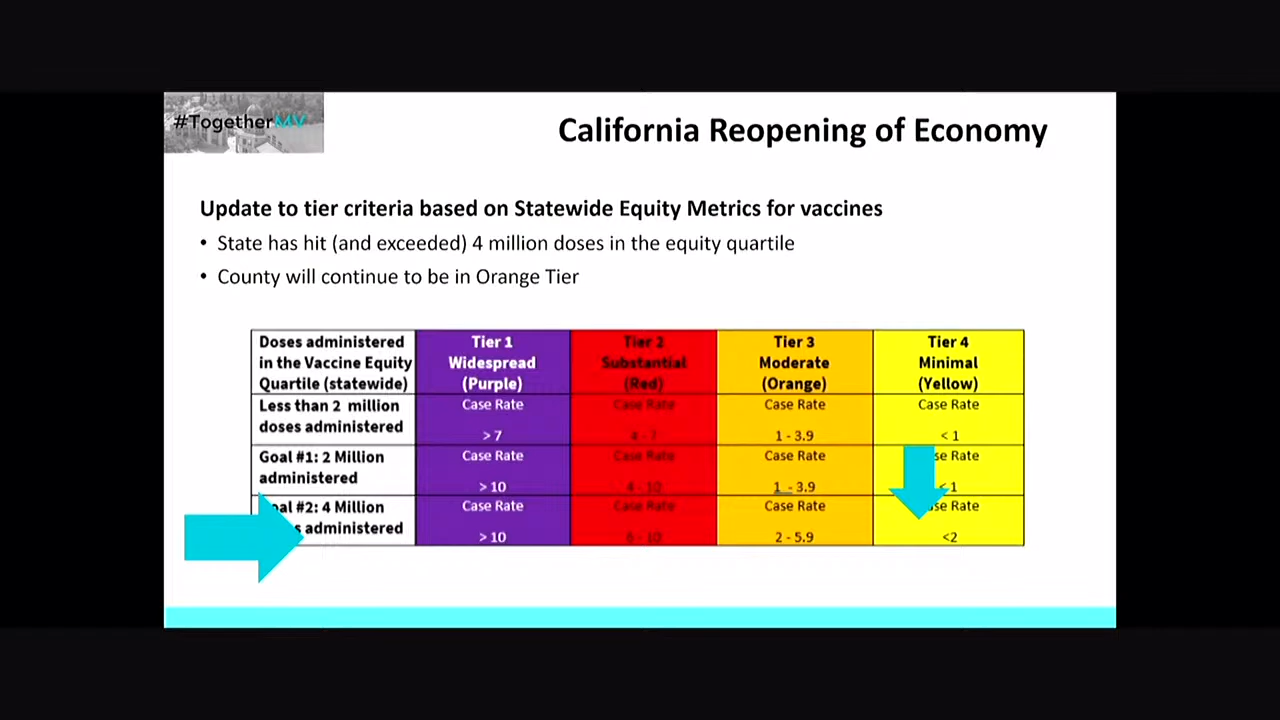 #TogetherMV
California Reopening of Economy
Update to tier criteria based on Statewide Equity Metrics for vaccines
• State has hit (and exceeded) 4 million doses in the equity quartile
• County will continue to be in Orange Tier
Doses administered
in the Vaccine Equity
Quartile (statewide)
Tier 1
Widespread
(Purple)
Tier 2
Substantial
(Red)
Tier 3
Moderate
(Orange)
Tier 4
Minimal
(Yellow)
Less than 2 million
doses administered
Case Rate
> 7
Case Rate
4 - 7
Case Rate
1 - 3.9
Case Rate
< 1
Goal #1: 2 Million
administered
Case Rate
> 10
Case Rate
4 - 10
Case Rate
1 - 3.9
se Rate
< 1
al #2: 4 Million
s administered
Case Rate
> 10
Case Rate
6 - 10
Case Rate
2 - 5.9
se Rate
<2